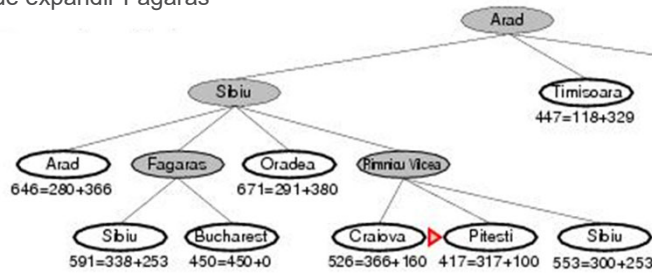 de expandir Fagaras
Arad
Sibiu
Timisoara
447=118+329
Arad
Fagaras
Oradea
Rimnicu Vilcea
646=280+366
671=291+380
Sibiu
Bucharest
Craiova
Pitesti
Sibiu
591=338+253
450=450+0
526=366+160
417=317+100
553=300+253